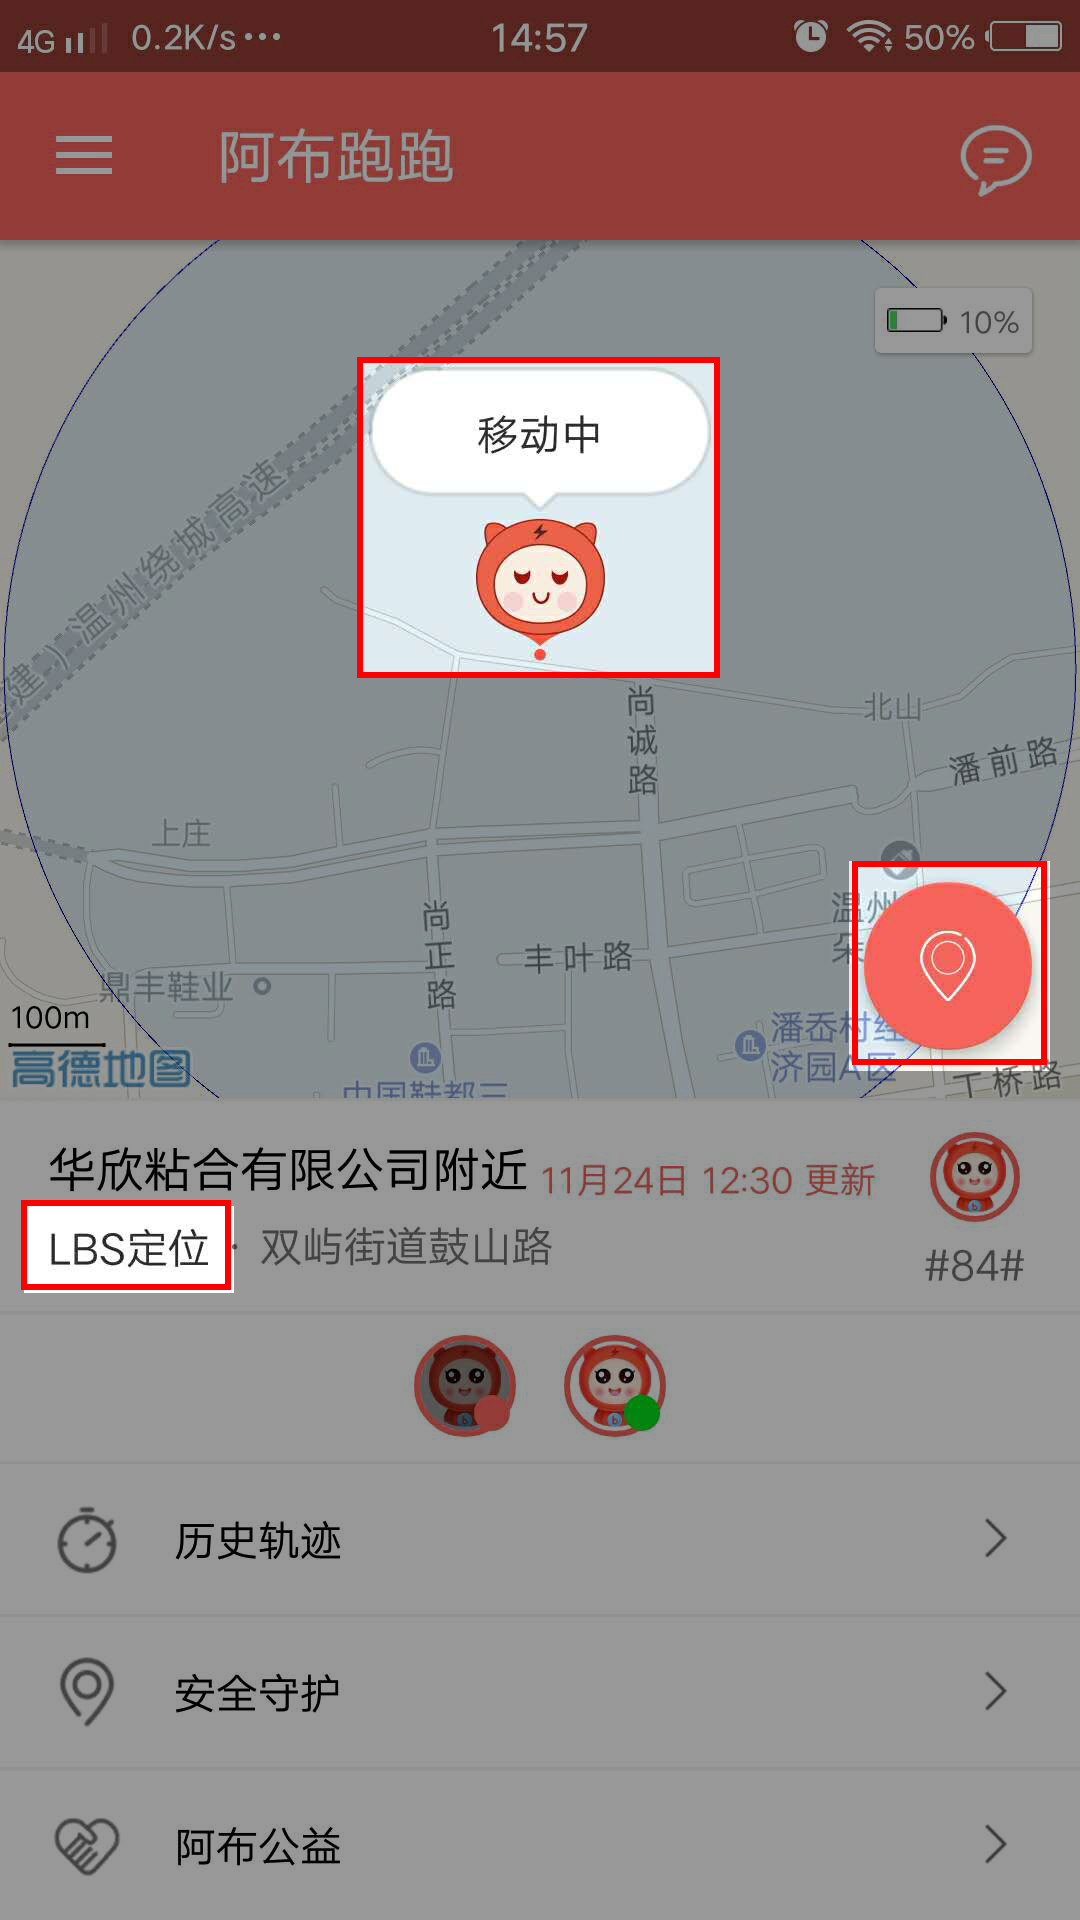 4G 0.2K/s 14:57 50%
阿布跑跑
10%
移动中
建）温州绕城高速
尚诚路
北山
潘前路
上庄
温州
尚正路
丰叶路
鼎丰鞋业
潘岙村经
济园A区
100m
高德地图
中国鞋都三
丁桥路
华欣粘合有限公司附近 11月24日 12:30 更新
LBS定位 · 双屿街道鼓山路
#84#
历史轨迹
安全守护
阿布公益